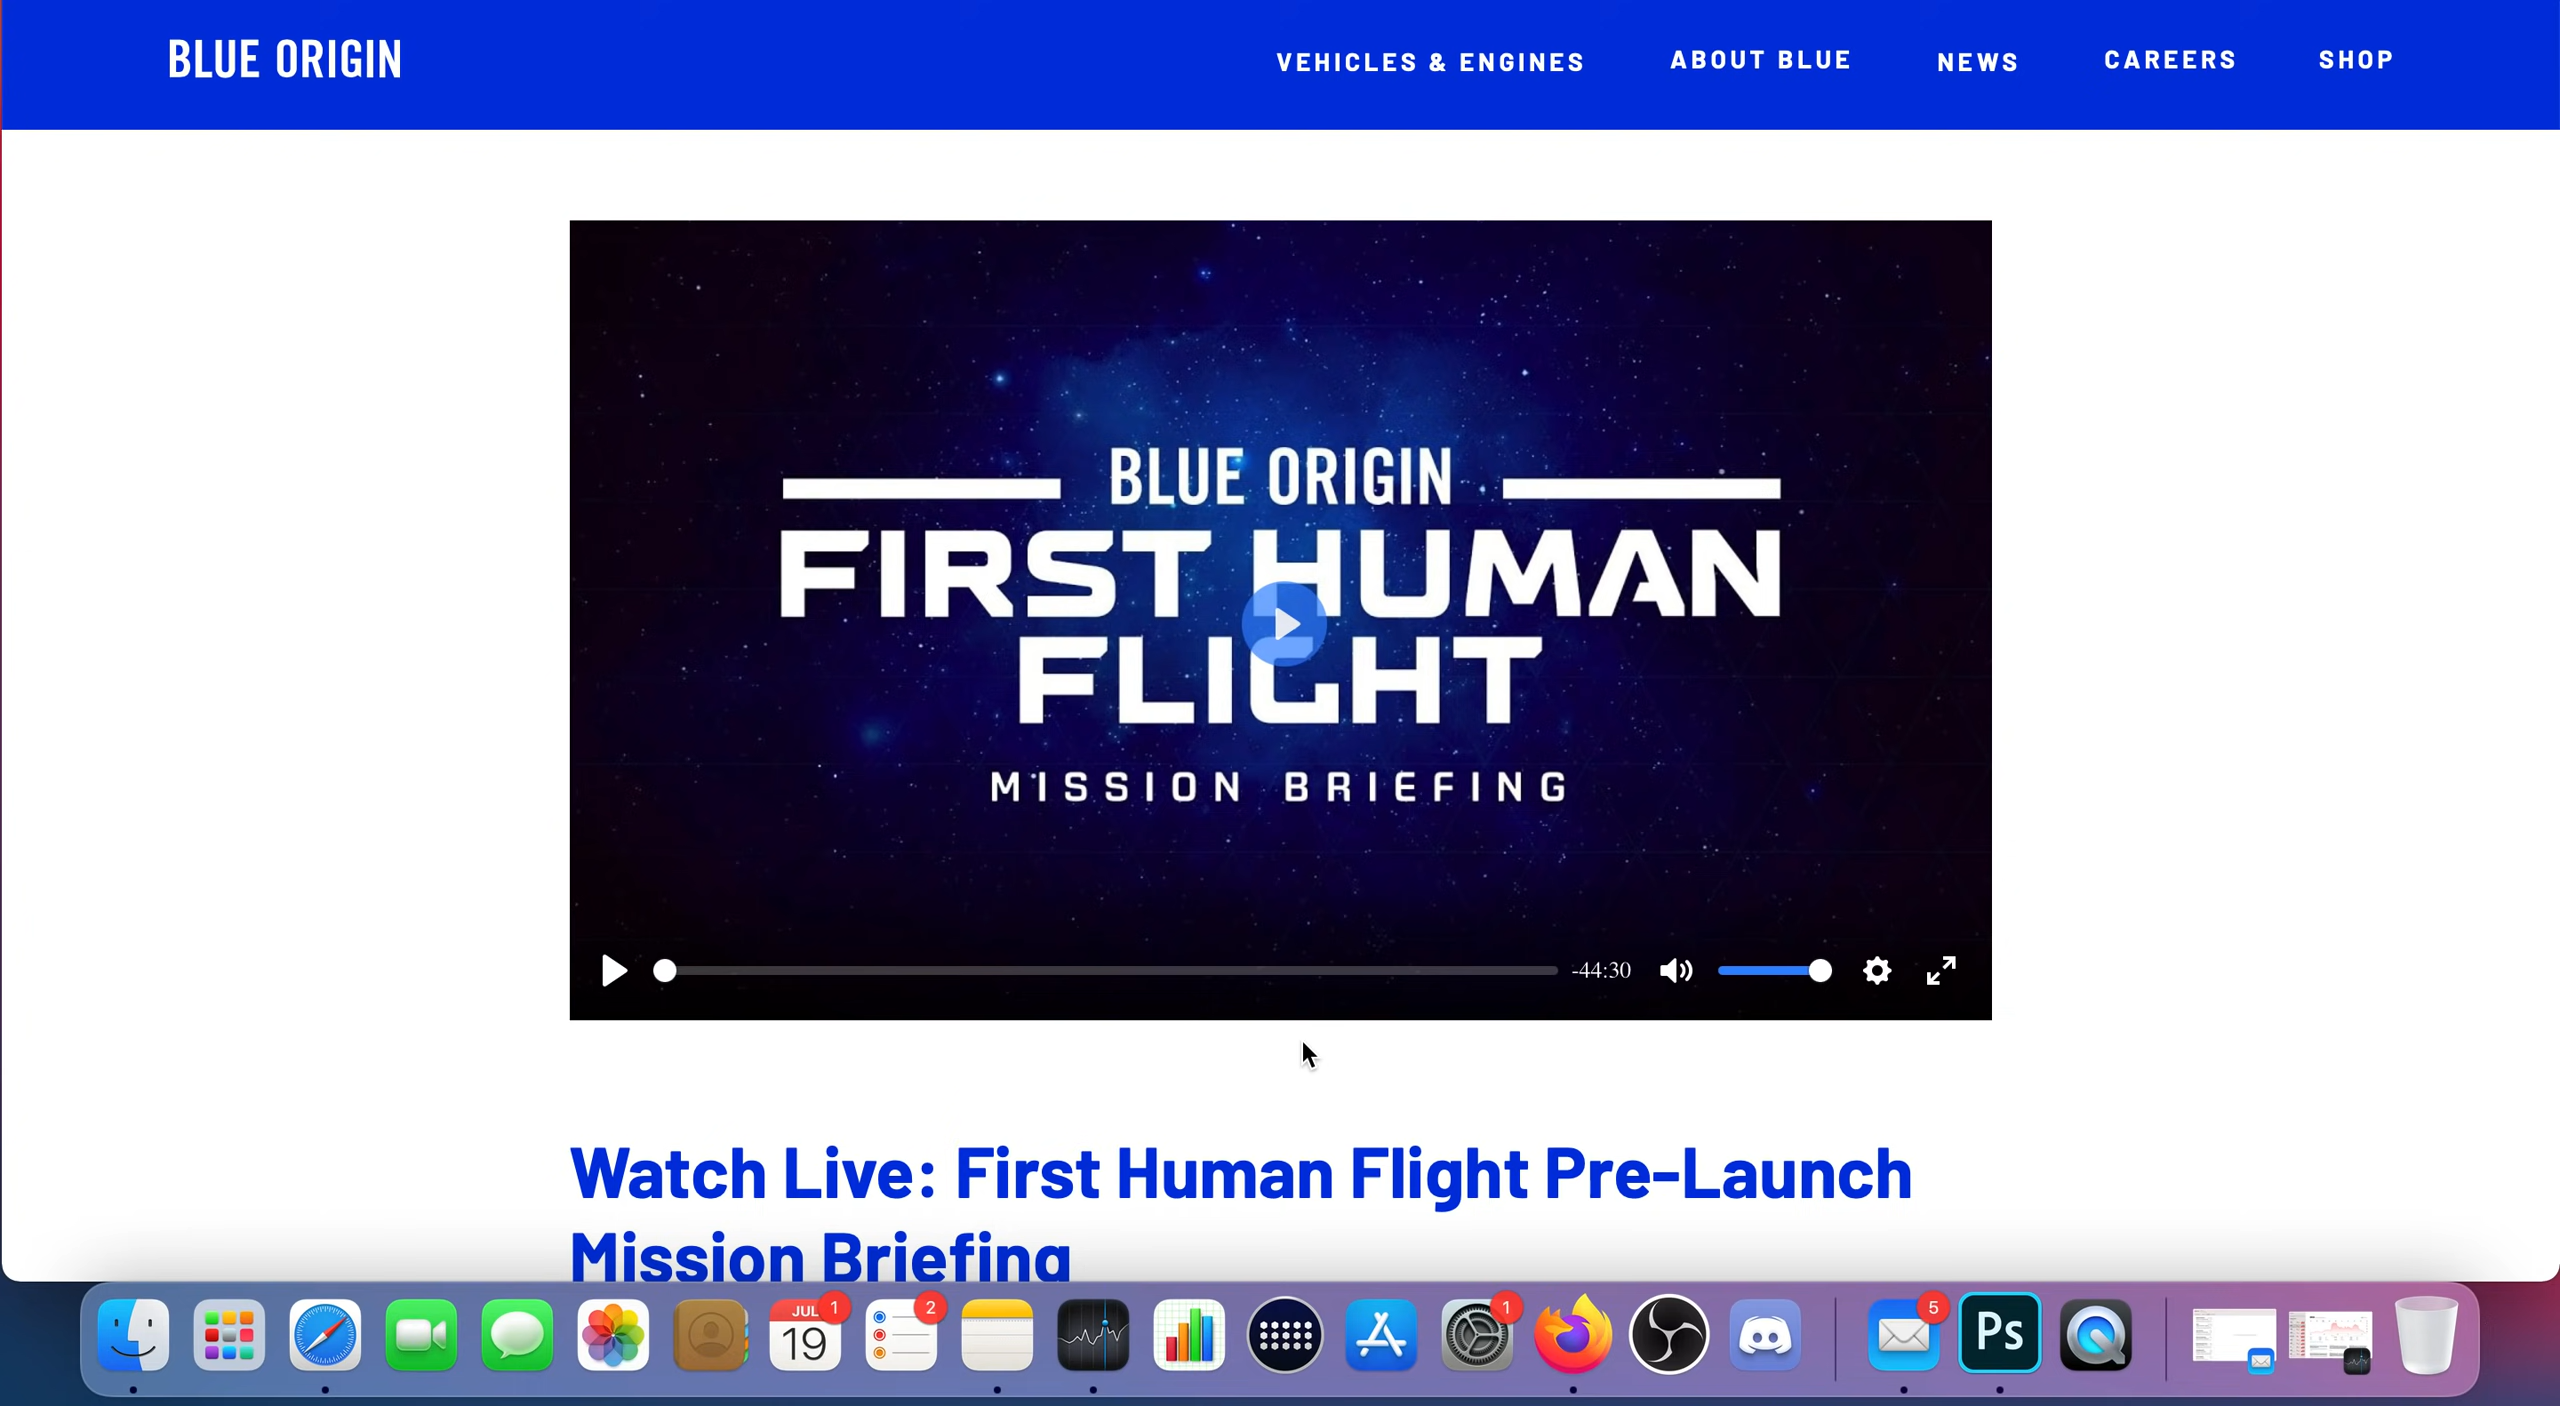 BLUE ORIGIN
VEHICLES & ENGINES
ABOUT BLUE
NEWS
CAREERS
SHOP
BLUE ORIGIN
FIRST HUMAN
FLIGHT
MISSION BRIEFING
-44:30
Watch Live: First Human Flight Pre-Launch
Mission Briefing
JUL
19
1
2
1
5
Ps